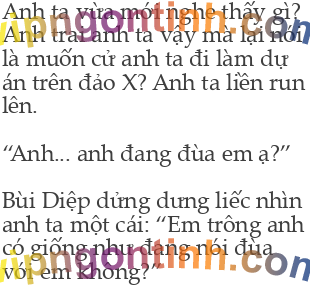 Anh ta vừa mới nghe thấy gì?
Anh trai anh ta vậy mà lại nói
là muốn cử anh ta đi làm dự
án trên đảo X? Anh ta liền run
lên.
“Anh... anh đang đùa em ạ?”
Bùi Diệp dửng dưng liếc nhìn
anh ta một cái: “Em trông anh
có giống như đang nói đùa
với em không?”
vipngontinh.com
vipngontinh.com